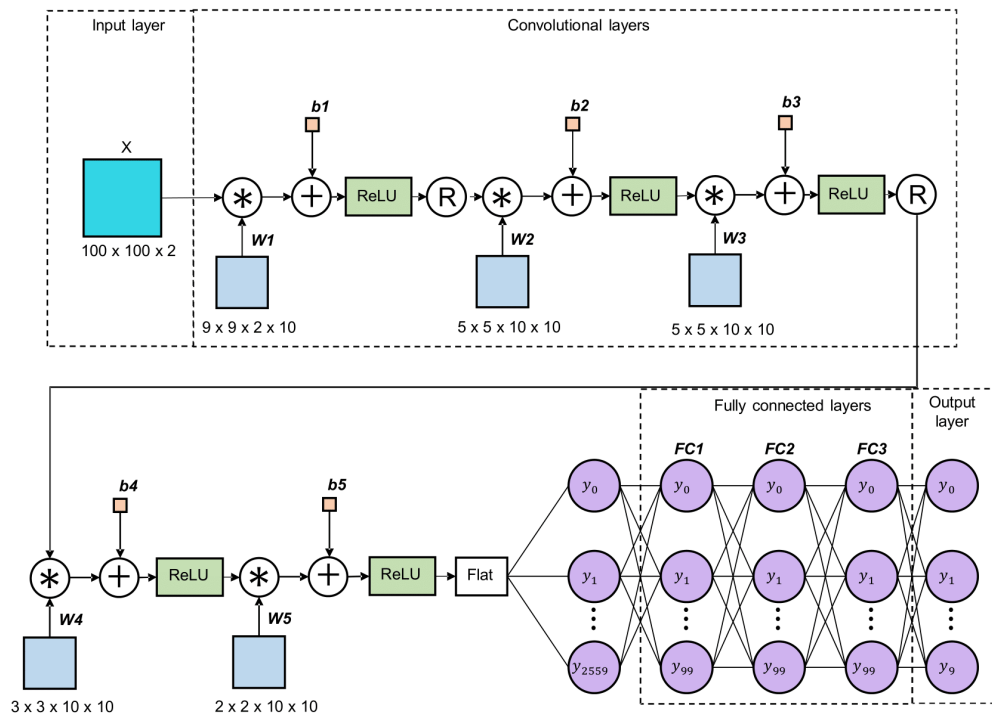 Input layer
Convolutional layers
b1
b2
b3
X
*
+
ReLU
R
*
+
ReLU
*
+
ReLU
R
W1
W2
W3
100 x 100 x 2
9 x 9 x 2 x 10
5 x 5 x 10 x 10
5 x 5 x 10 x 10
Fully connected layers
Output
layer
FC1
FC2
FC3
b4
b5
*
+
ReLU
*
+
ReLU
Flat
W4
W5
3 x 3 x 10 x 10
2 x 2 x 10 x 10
y₀
y₀
y₀
y₀
y₀
y₁
y₁
y₁
y₁
y₁
y₂₅₅₉
y₉₉
y₉₉
y₉₉
y₉